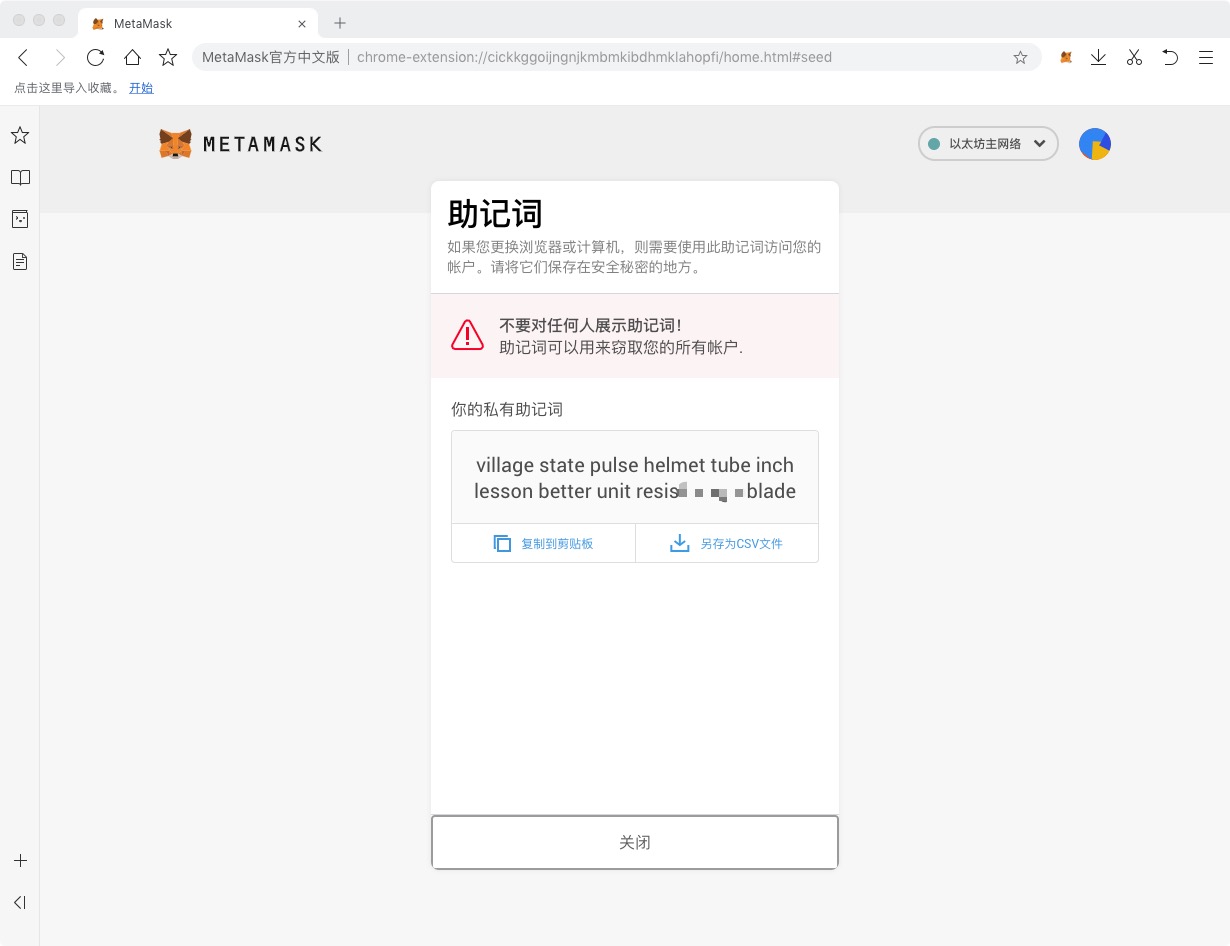 MetaMask
MetaMask官方中文版 | chrome-extension://cickkggoijngnjkmbmkibdhmklahopfi/home.html#seed
点击这里导入收藏。 开始
METAMASK
以太坊主网络
助记词
如果您更换浏览器或计算机，则需要使用此助记词访问您的
帐户。请将它们保存在安全秘密的地方。
不要对任何人展示助记词!
助记词可以用来窃取您的所有帐户.
你的私有助记词
village state pulse helmet tube inch
lesson better unit blade
复制到剪贴板
另存为CSV文件
关闭